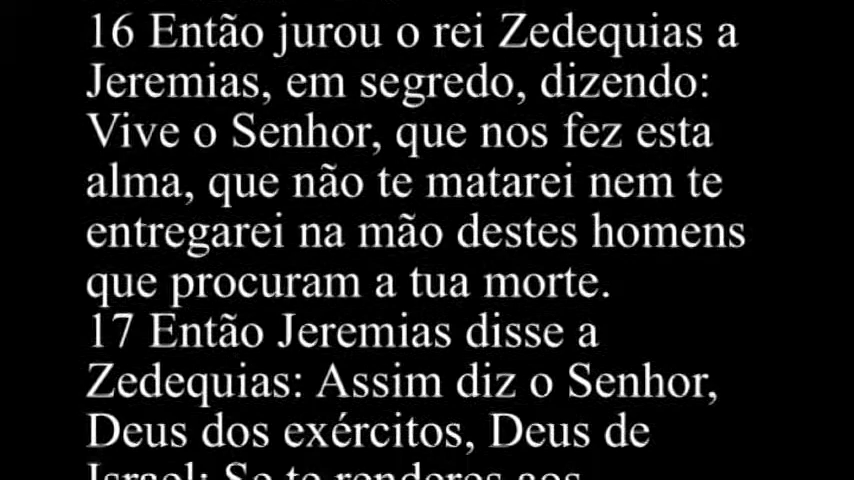 16 Então jurou o rei Zedequias a
Jeremias, em segredo, dizendo:
Vive o Senhor, que nos fez esta
alma, que não te matarei nem te
entregarei na mão destes homens
que procuram a tua morte.
17 Então Jeremias disse a
Zedequias: Assim diz o Senhor,
Deus dos exércitos, Deus de
Israel: Se te renderes aos